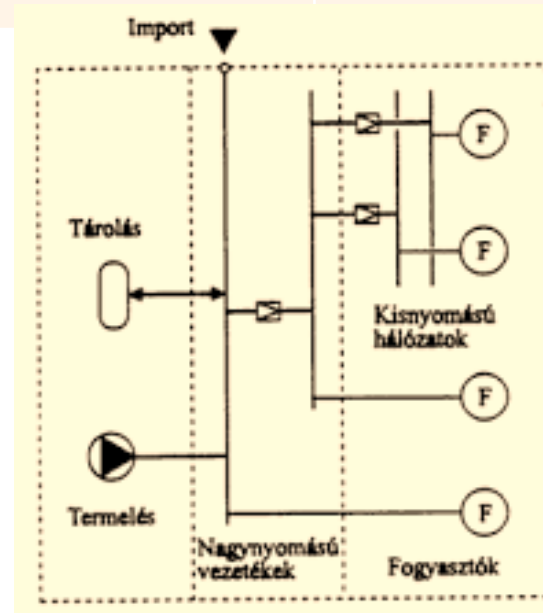 Import
F
Tárolás
F
Kisnyomású
hálózatok
F
Termelés
F
Nagynyomású
vezetékek
Fogyasztók